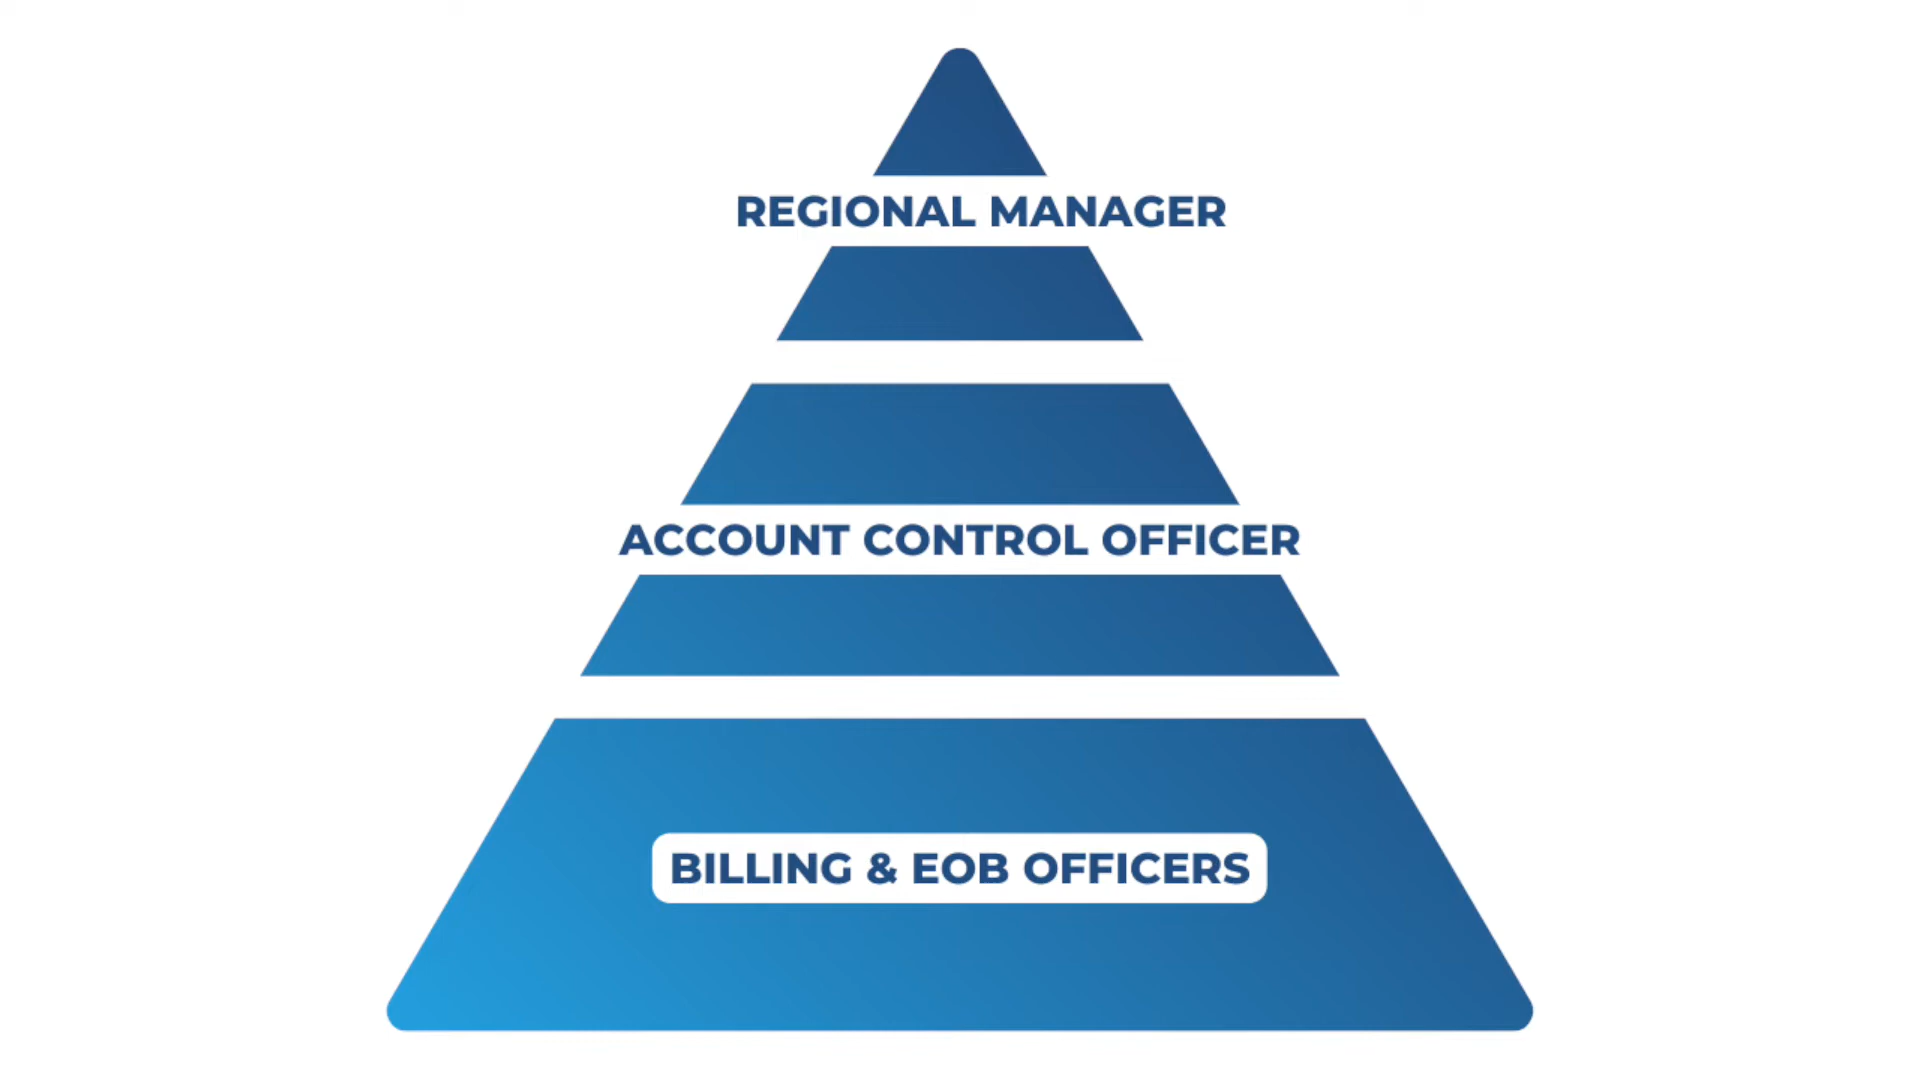 REGIONAL MANAGER
ACCOUNT CONTROL OFFICER
BILLING & EOB OFFICERS